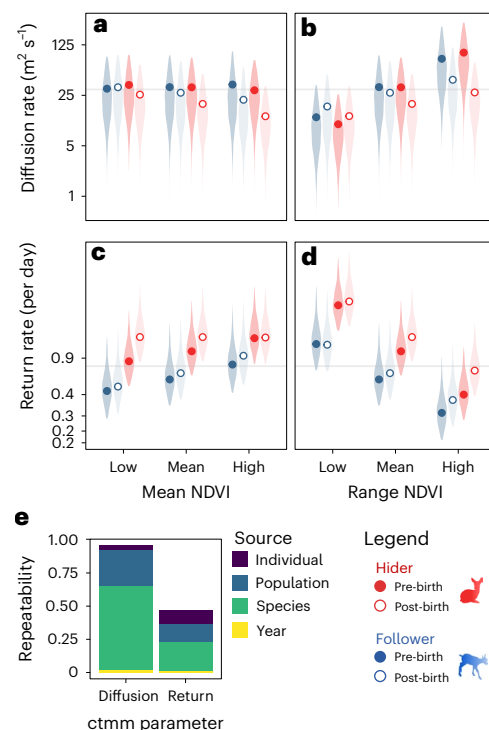 a
b
Diffusion rate (m² s⁻¹)
125
25
5
1
c
d
Return rate (per day)
0.9
0.4
0.3
0.2
0.2
Low
Mean
High
Low
Mean
High
Mean NDVI
Range NDVI
e
Repeatability
1.00
0.75
0.50
0.25
0
Diffusion
Return
ctmm parameter
Source
Individual
Population
Species
Year
Legend
Hider
Pre-birth
Post-birth
Follower
Pre-birth
Post-birth